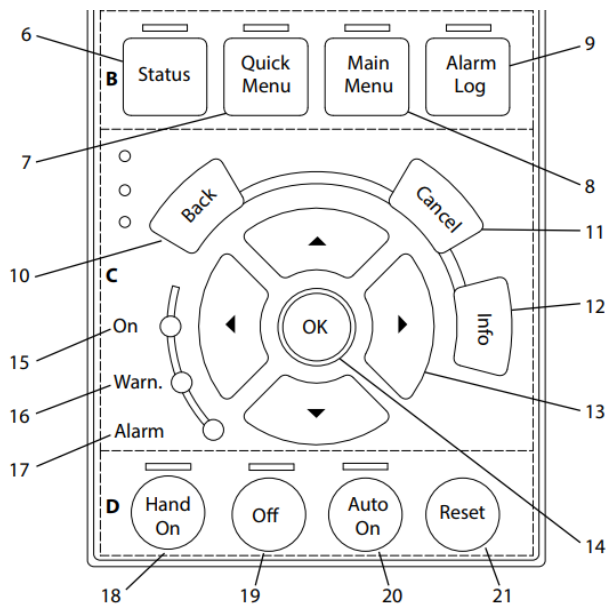 6
9
B
Status
Quick
Menu
Main
Menu
Alarm
Log
7
8
Back
Cancel
10
11
C
12
Info
On
OK
15
Warn.
13
16
Alarm
17
D
Hand
On
Off
Auto
On
Reset
14
18
19
20
21